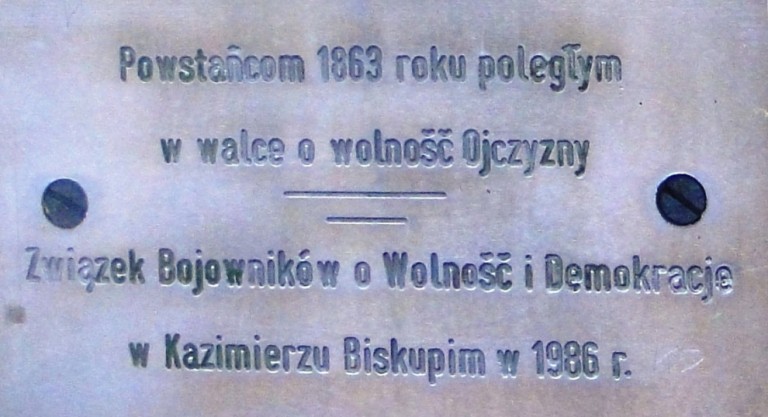 Powstańcom 1863 roku poległym
w walce o wolność Ojczyzny
Związek Bojowników o Wolność i Demokrację
w Kazimierzu Biskupim w 1986 r.